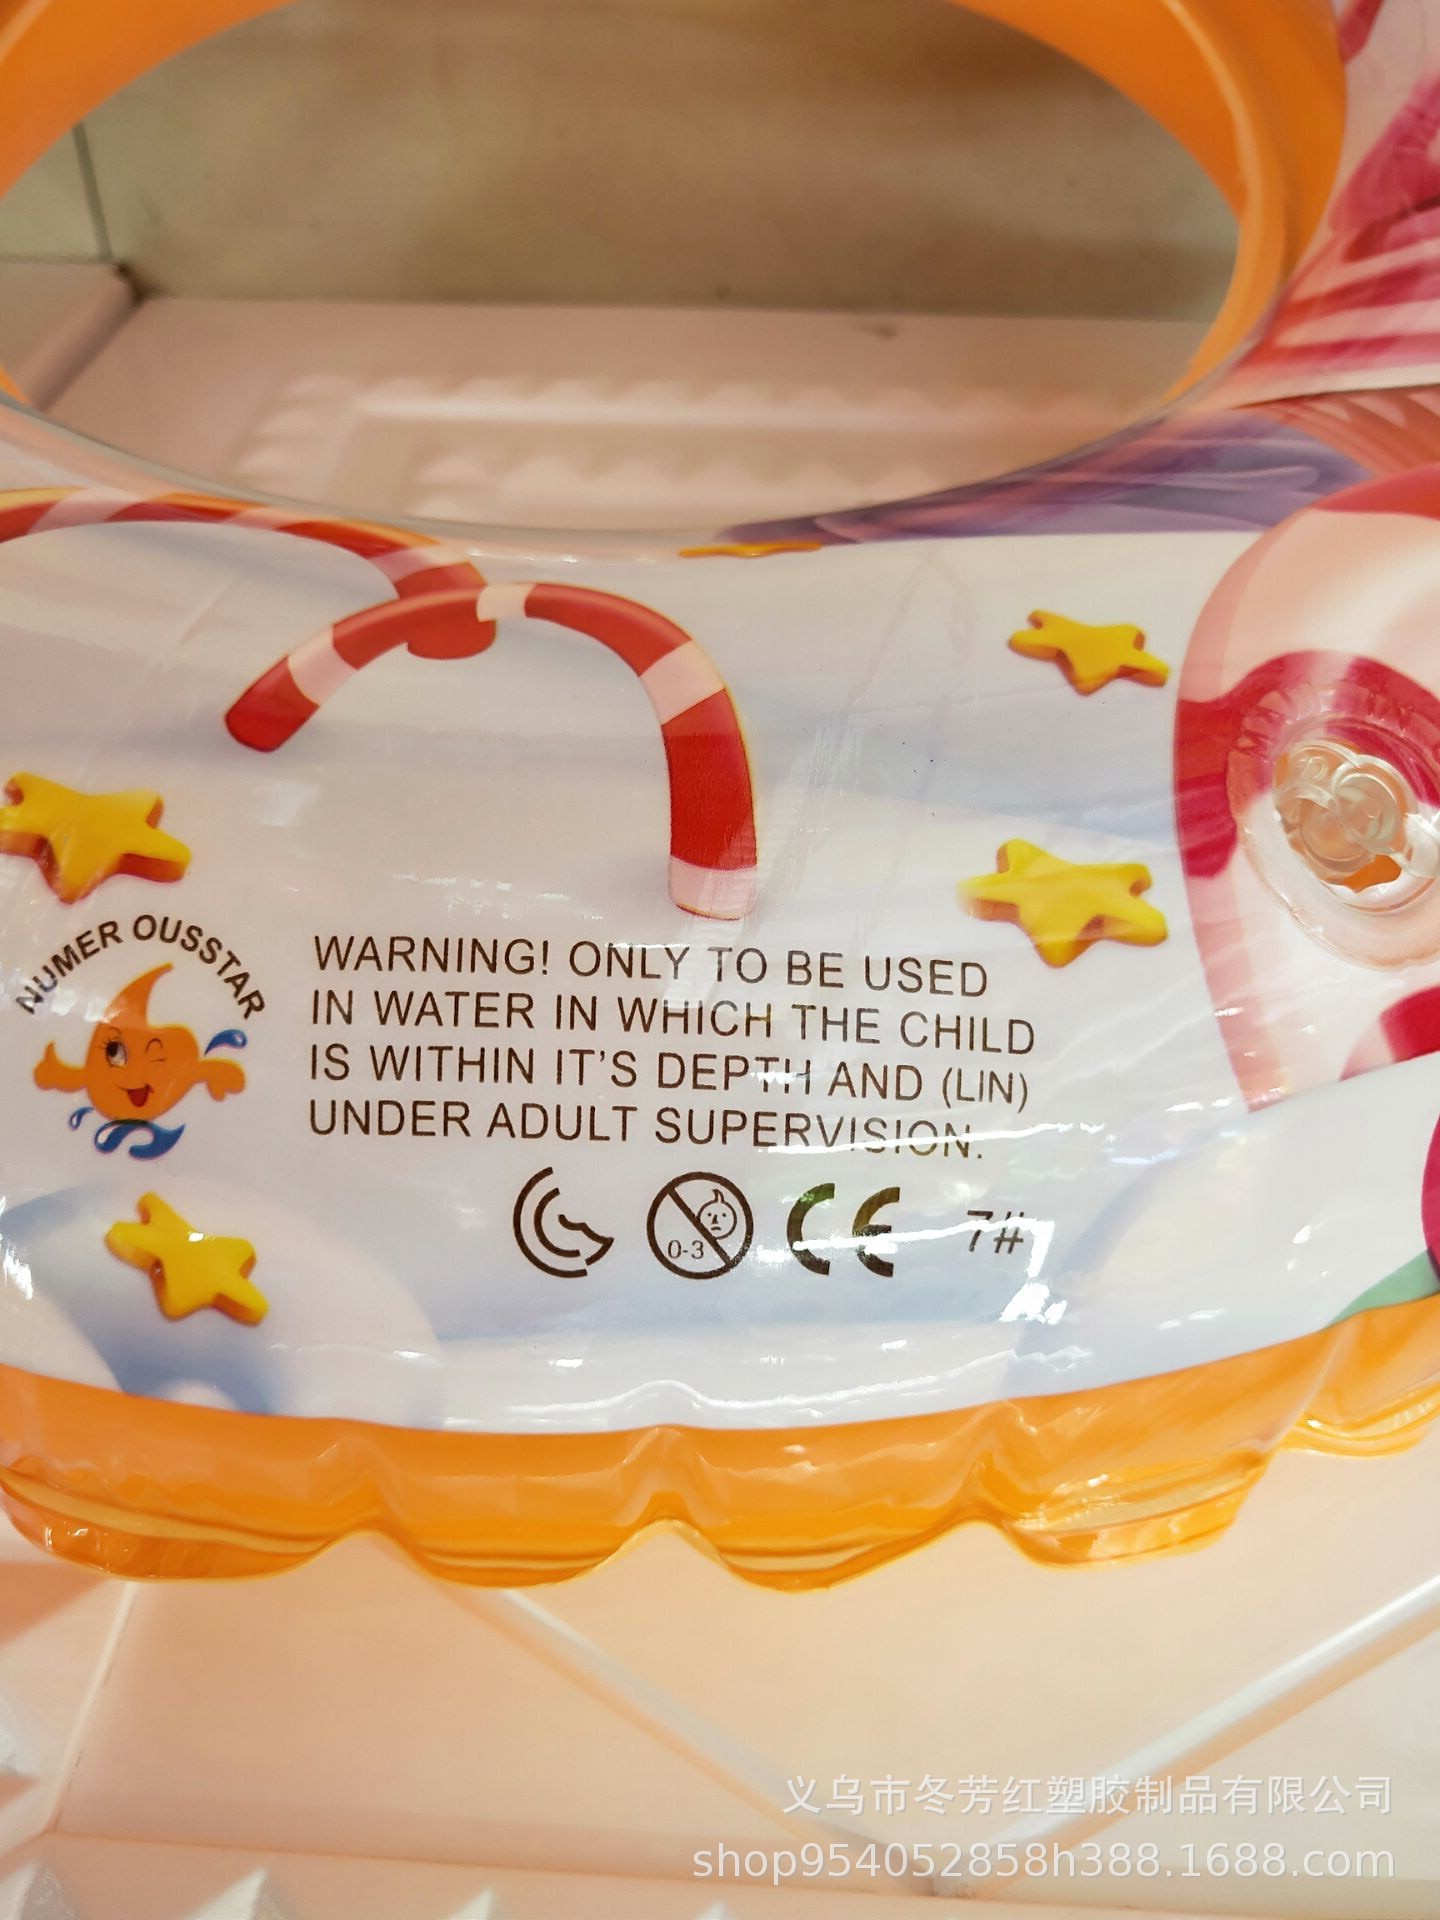 NUMER OUSSTAR
WARNING! ONLY TO BE USED
IN WATER IN WHICH THE CHILD
IS WITHIN IT'S DEPTH AND (LIN)
UNDER ADULT SUPERVISION.
0-3
CE
7#
义乌市冬芳红塑胶制品有限公司
shop954052858h388.1688.com